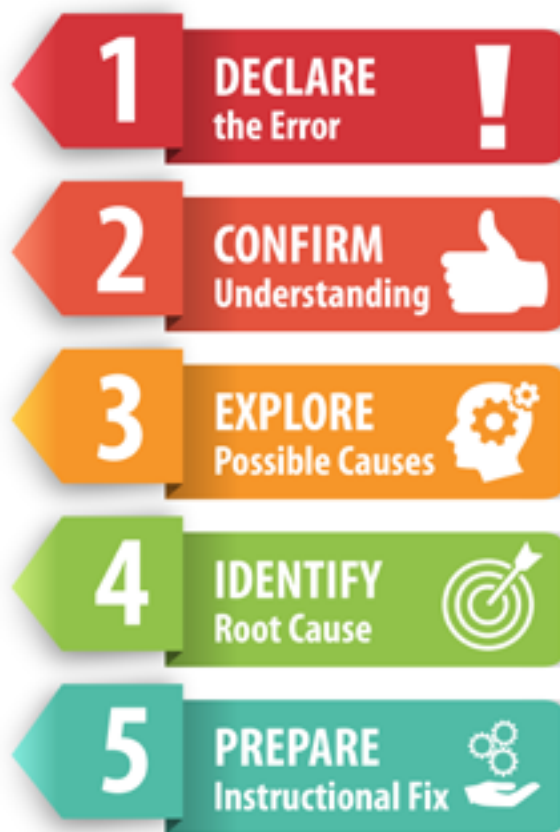 1
DECLARE
the Error
2
CONFIRM
Understanding
3
EXPLORE
Possible Causes
4
IDENTIFY
Root Cause
5
PREPARE
Instructional Fix